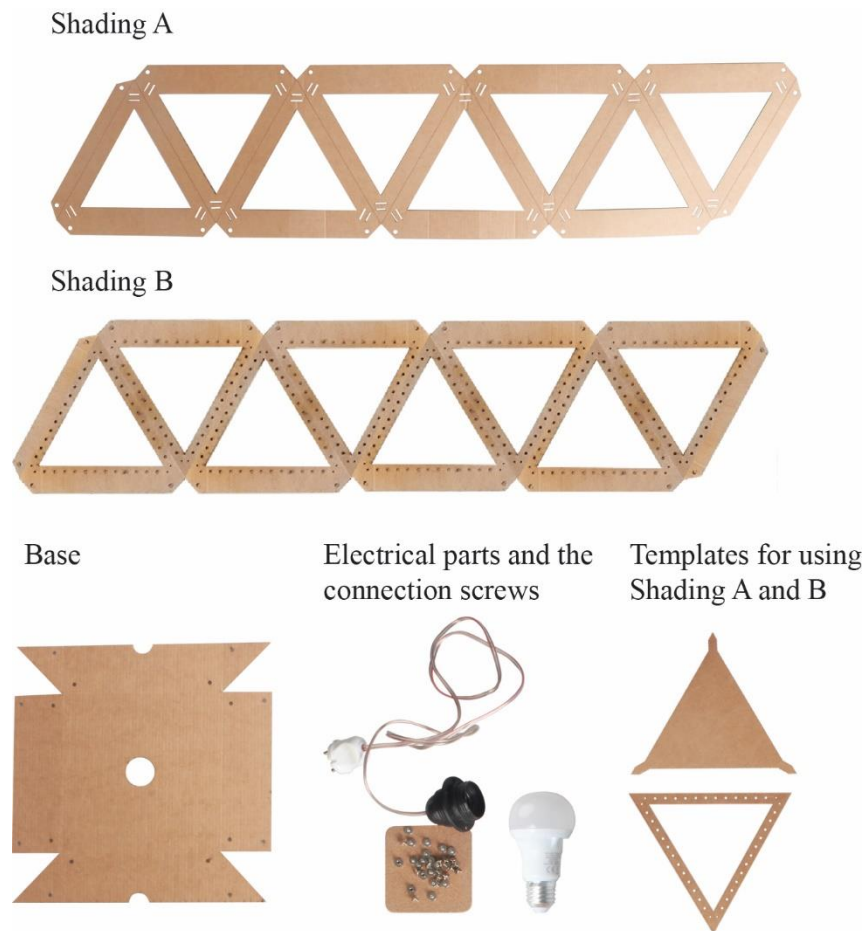 Shading A
Shading B
Base
Electrical parts and the
connection screws
Templates for using
Shading A and B